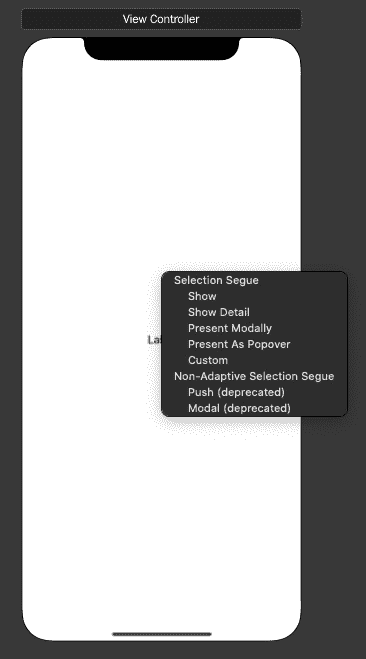 View Controller
Selection Segue
Show
Show Detail
Present Modally
Present As Popover
Custom
Non-Adaptive Selection Segue
Push (deprecated)
Modal (deprecated)